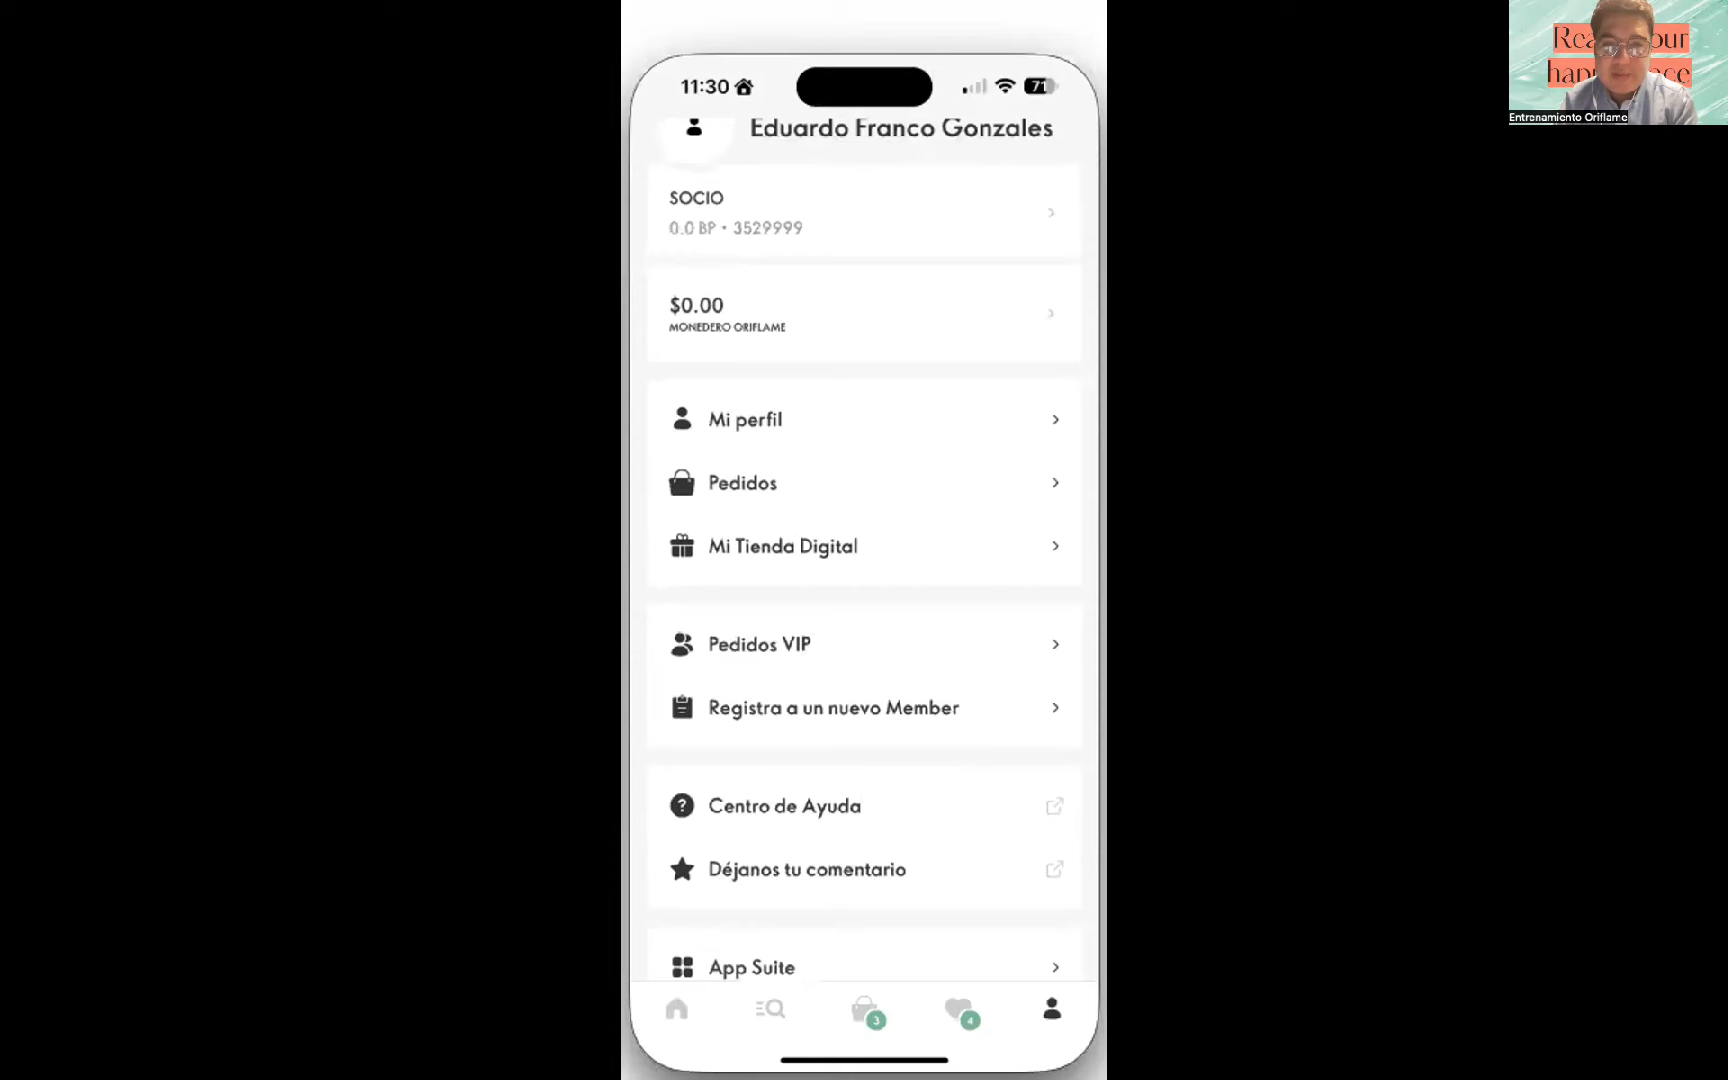 11:30
71
Eduardo Franco Gonzales
SOCIO
0.0 BP • 3529999
$0.00
MONEDERO ORIFLAME
Mi perfil
Pedidos
Mi Tienda Digital
Pedidos VIP
Registra a un nuevo Member
Centro de Ayuda
Déjanos tu comentario
App Suite
3
4
Entrenamiento Oriflame